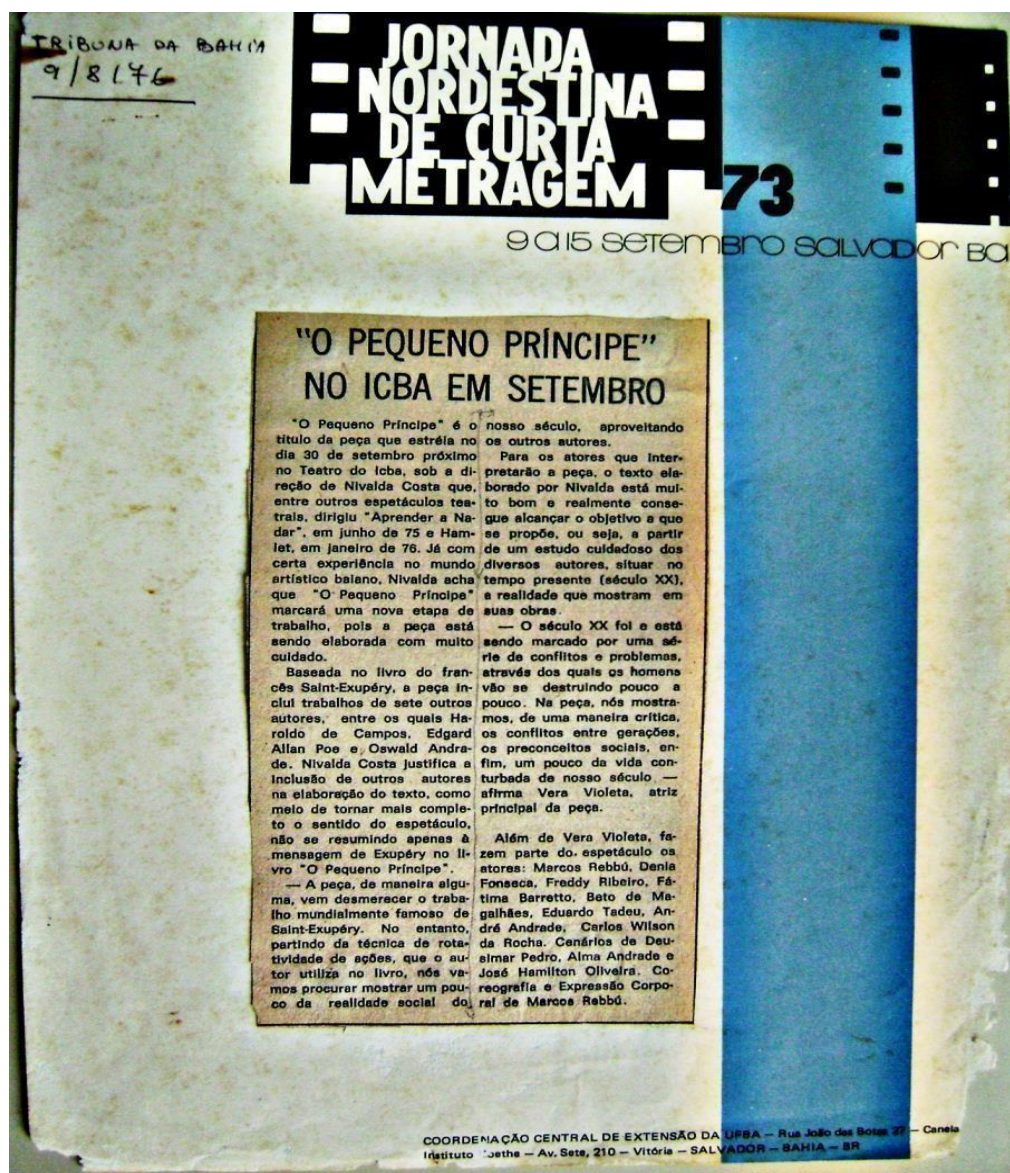 TRIBUNA DA BAHIA
9/8/76
JORNADA
NORDESTINA
DE CURTA
METRAGEM
73
9 a 15 setembro salvador ba
"O PEQUENO PRÍNCIPE"
NO ICBA EM SETEMBRO
"O Pequeno Príncipe" é o
título da peça que estréia no
dia 30 de setembro próximo
no Teatro do Icba, sob a di-
reção de Nivalda Costa que,
entre outros espetáculos tea-
trais, dirigiu "Aprender a Na-
dar", em junho de 75 e Ham-
let, em janeiro de 76. Já com
certa experiência no mundo
artístico baiano, Nivalda acha
que "O Pequeno Príncipe"
marcará uma nova etapa de
trabalho, pois a peça está
sendo elaborada com muito
cuidado.
Baseada no livro do fran-
cês Saint-Exupéry, a peça in-
clui trabalhos de sete outros
autores, entre os quais Ha-
roldo de Campos, Edgard
Allan Poe e Oswald Andra-
de. Nivalda Costa justifica a
inclusão de outros autores
na elaboração do texto, como
meio de tornar mais comple-
to o sentido do espetáculo,
não se resumindo apenas à
mensagem de Exupéry no li-
vro "O Pequeno Príncipe".
— A peça, de maneira algu-
ma, vem desmerecer o traba-
lho mundialmente famoso de
Saint-Exupéry. No entanto,
partindo da técnica de rota-
tividade de ações, que o au-
tor utiliza no livro, nós va-
mos procurar mostrar um pou-
co da realidade social do
nosso século, aproveitando
os outros autores.
Para os atores que inter-
pretarão a peça, o texto ela-
borado por Nivalda está mui-
to bom e realmente conse-
gue alcançar o objetivo a que
se propõe, ou seja, a partir
de um estudo cuidadoso dos
diversos autores, situar no
tempo presente (século XX),
a realidade que mostram em
suas obras.
— O século XX foi e está
sendo marcado por uma sé-
rie de conflitos e problemas,
através dos quais os homens
vão se destruindo pouco a
pouco. Na peça, nós mostra-
mos, de uma maneira crítica,
os conflitos entre gerações,
os preconceitos sociais, en-
fim, um pouco da vida con-
turbada de nosso século —
afirma Vera Violeta, atriz
principal da peça.
Além de Vera Violeta, fa-
zem parte do espetáculo os
atores: Marcos Rebbú, Denia
Fonseca, Freddy Ribeiro, Fá-
tima Barretto, Beto de Ma-
galhães, Eduardo Tadeu, An-
dré Andrade, Carlos Wilson
da Rocha. Cenários de Deu-
simar Pedro, Alma Andrade e
José Hamilton Oliveira. Co-
reografia e Expressão Corpo-
ral de Marcos Rebbú.
COORDENAÇÃO CENTRAL DE EXTENSÃO DA UFBA — Rua João das Botas 37 — Canela
Instituto Goethe — Av. Sete, 210 — Vitória — SALVADOR — BAHIA — BR